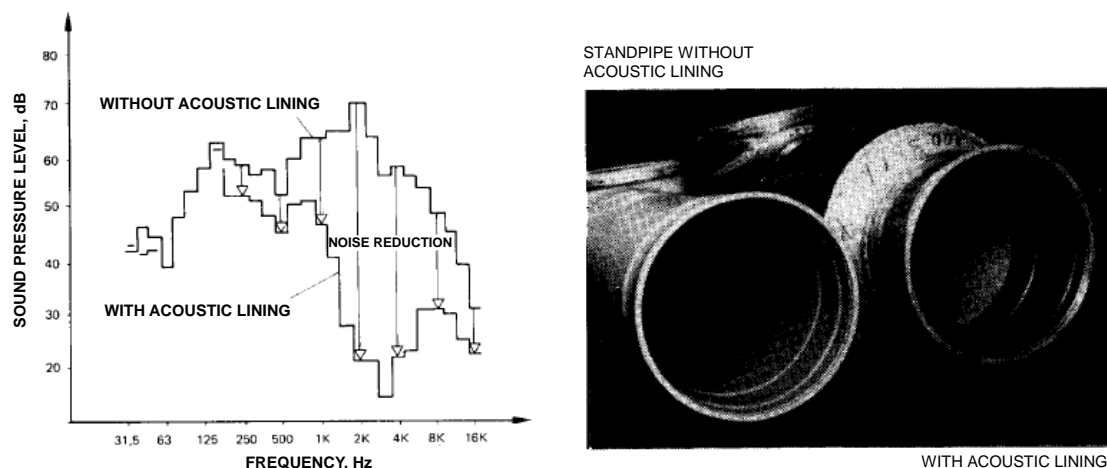 80
70
60
50
40
30
20
SOUND PRESSURE LEVEL, dB
WITHOUT ACOUSTIC LINING
NOISE REDUCTION
WITH ACOUSTIC LINING
31,5 63 125 250 500 1K 2K 4K 8K 16K
FREQUENCY, Hz
STANDPIPE WITHOUT
ACOUSTIC LINING
WITH ACOUSTIC LINING